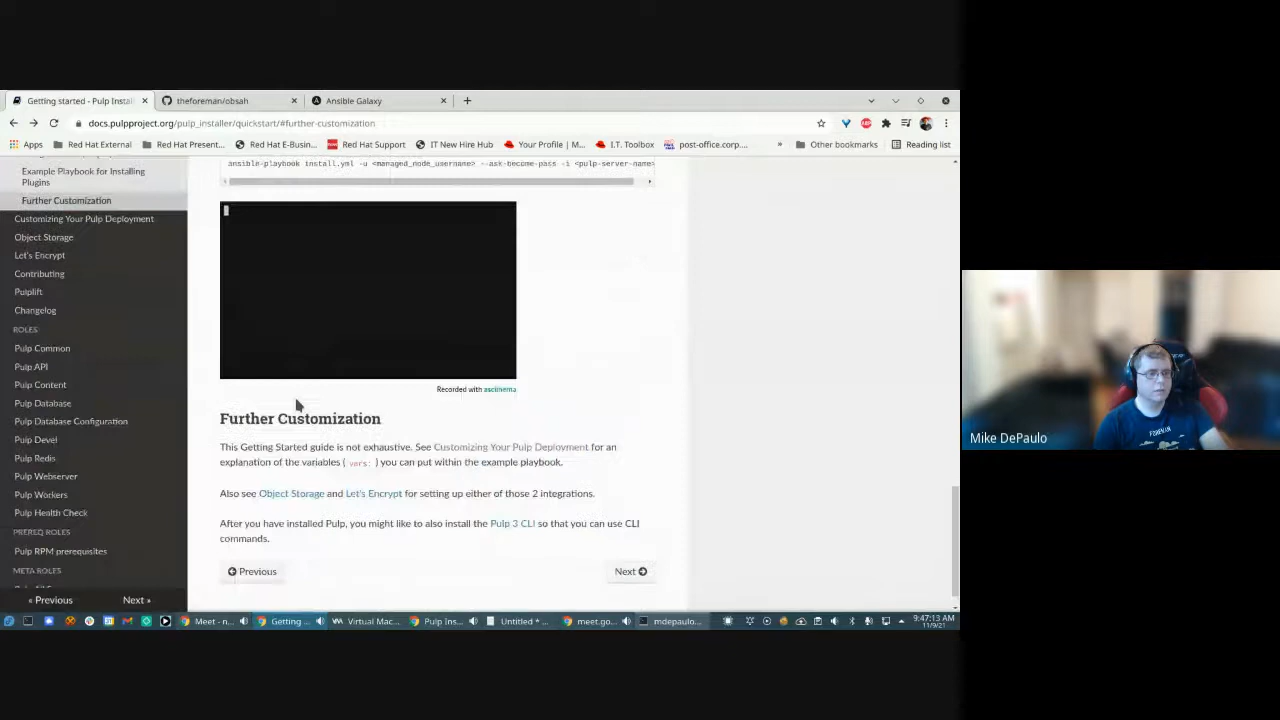 Getting started - Pulp Instal
theforeman/obsah
Ansible Galaxy
docs.pulpproject.org/pulp_installer/quickstart/#further-customization
Apps
Red Hat External
Red Hat Present...
Red Hat E-Busin...
Red Hat Support
IT New Hire Hub
Your Profile | M...
I.T. Toolbox
post-office.corp....
»
Other bookmarks
Reading list
Example Playbook for Installing
Plugins
Further Customization
Customizing Your Pulp Deployment
Object Storage
Let's Encrypt
Contributing
Pulplift
Changelog
ROLES
Pulp Common
Pulp API
Pulp Content
Pulp Database
Pulp Database Configuration
Pulp Devel
Pulp Redis
Pulp Webserver
Pulp Workers
Pulp Health Check
PREREQ ROLES
Pulp RPM prerequisites
META ROLES
« Previous
Next »
ansible-playbook install.yml -u <managed_node_username> --ask-become-pass -i <pulp-server-name>
Recorded with asciinema
Further Customization
This Getting Started guide is not exhaustive. See Customizing Your Pulp Deployment for an
explanation of the variables ( vars: ) you can put within the example playbook.
Also see Object Storage and Let's Encrypt for setting up either of those 2 integrations.
After you have installed Pulp, you might like to also install the Pulp 3 CLI so that you can use CLI
commands.
Previous
Next
Meet - n...
Getting ...
Virtual Mac...
Pulp Ins...
Untitled * ...
meet.go...
mdepaulo...
9:47:13 AM
11/9/21
Mike DePaulo